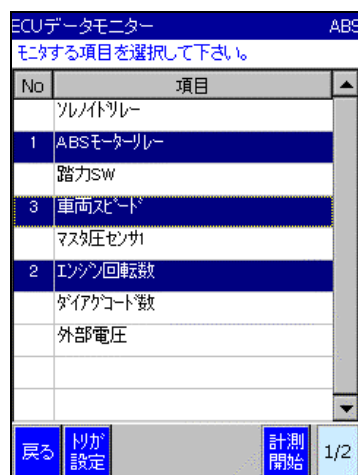 ECUデータモニター ABS
ﾓﾆﾀする項目を選択して下さい。
No 項目
ｿﾚﾉｲﾄﾞﾘﾚｰ
1 ABSﾓｰﾀｰﾘﾚｰ
踏力SW
3 車両ｽﾋﾟｰﾄﾞ
ﾏｽﾀ圧ｾﾝｻ1
2 ｴﾝｼﾞﾝ回転数
ﾀﾞｲｱｸﾞｺｰﾄﾞ数
外部電圧
戻る ﾄﾘｶﾞ設定 計測開始 1/2